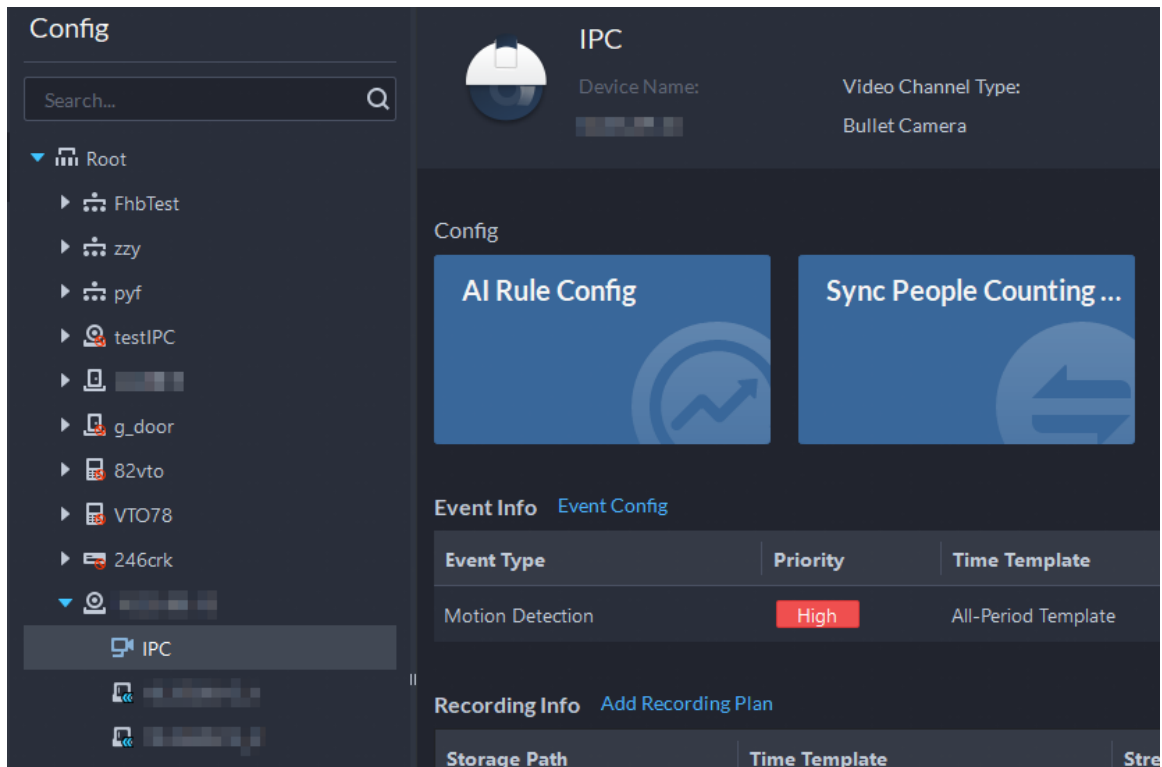 Config
Search...
Root
FhbTest
zzy
pyf
testIPC
g_door
82vto
VTO78
246crk
IPC
IPC
Device Name:
Video Channel Type:
Bullet Camera
Config
AI Rule Config
Sync People Counting ...
Event Info Event Config
Event Type Priority Time Template
Motion Detection High All-Period Template
Recording Info Add Recording Plan
Storage Path Time Template Stre